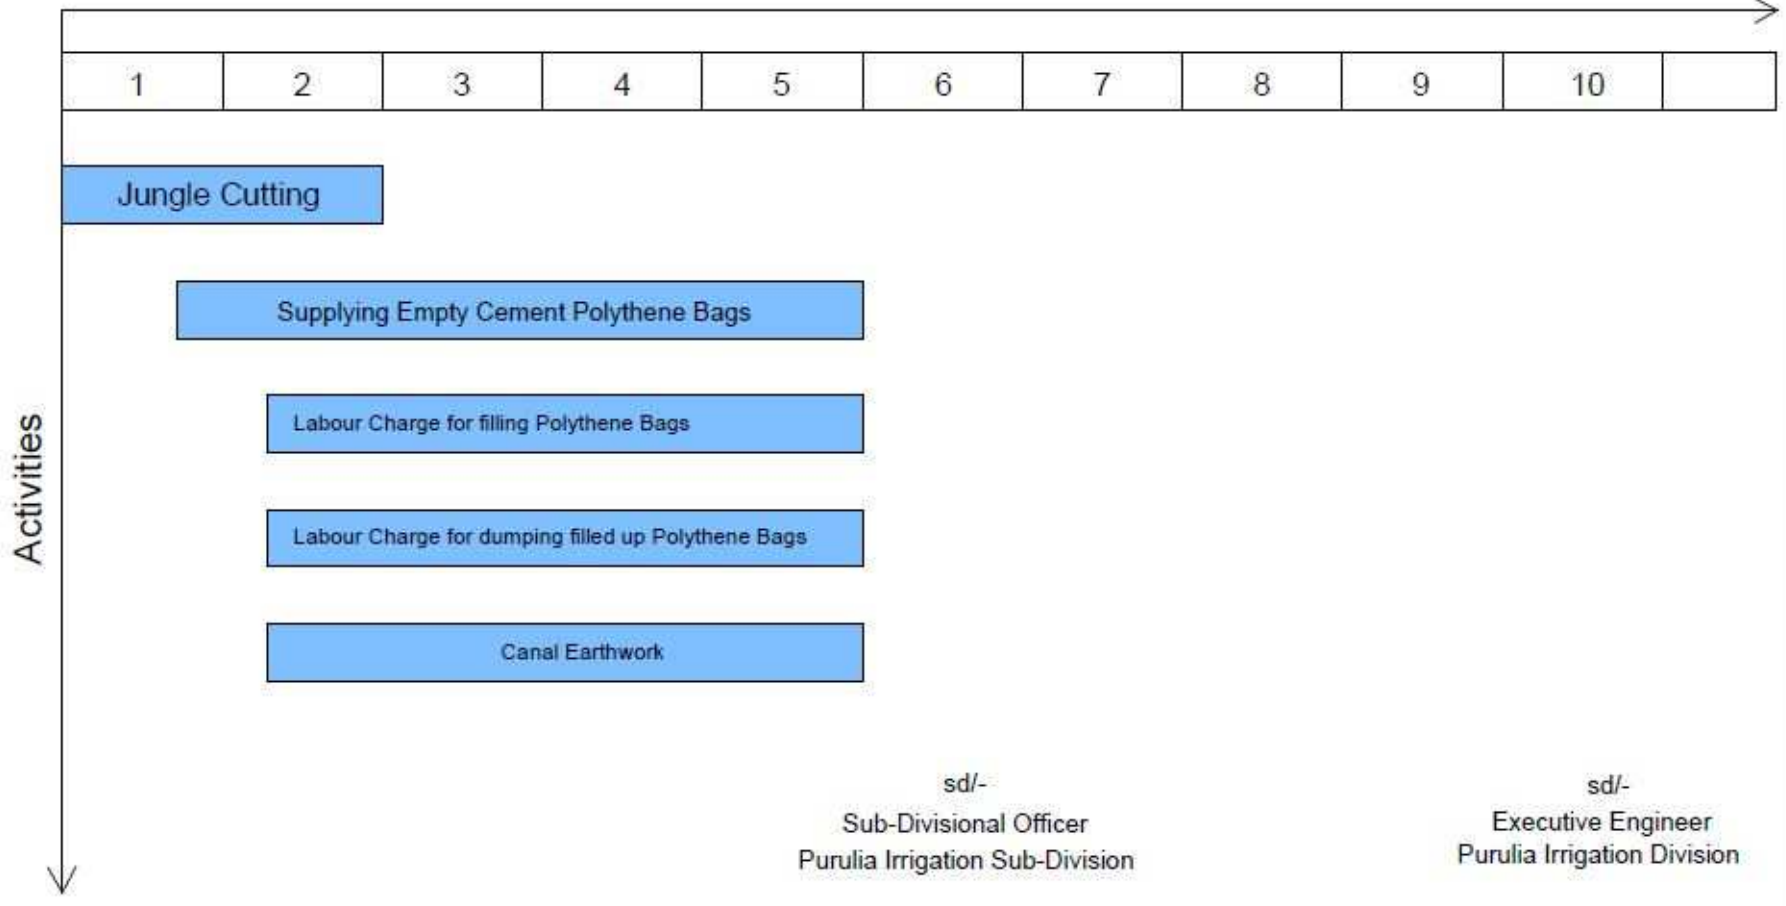 1 2 3 4 5 6 7 8 9 10
Jungle Cutting
Supplying Empty Cement Polythene Bags
Labour Charge for filling Polythene Bags
Labour Charge for dumping filled up Polythene Bags
Canal Earthwork
Activities
sd/-
Sub-Divisional Officer
Purulia Irrigation Sub-Division
sd/-
Executive Engineer
Purulia Irrigation Division